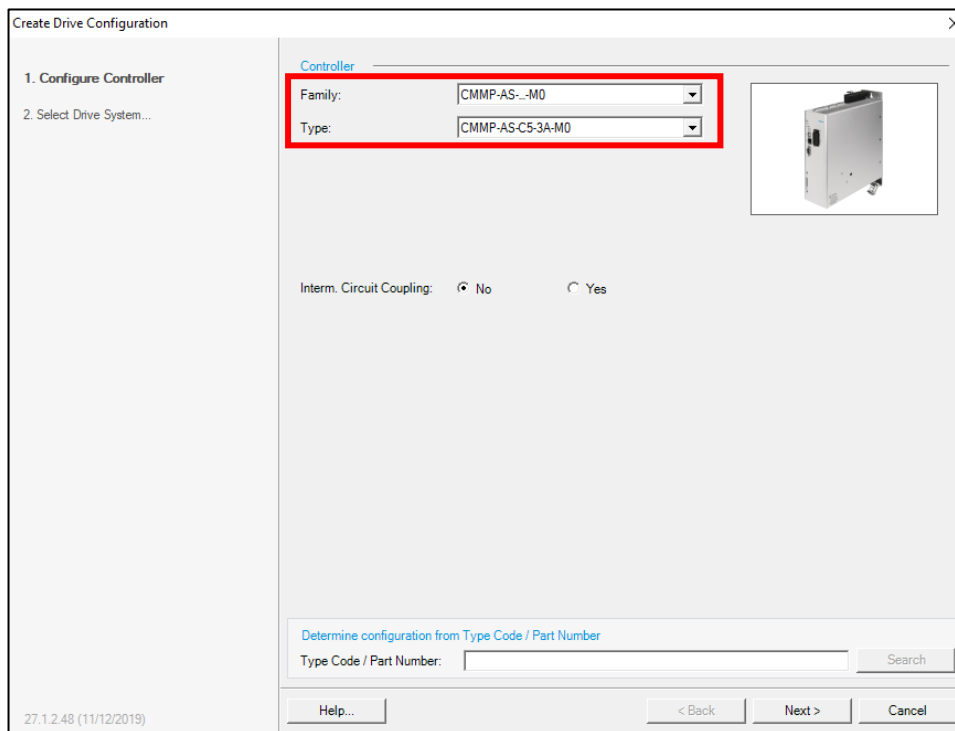 Create Drive Configuration
1. Configure Controller
2. Select Drive System...
Controller
Family: CMMP-AS-_-M0
Type: CMMP-AS-C5-3A-M0
Interm. Circuit Coupling: No Yes
Determine configuration from Type Code / Part Number
Type Code / Part Number: Search
27.1.2.48 (11/12/2019) Help... < Back Next > Cancel